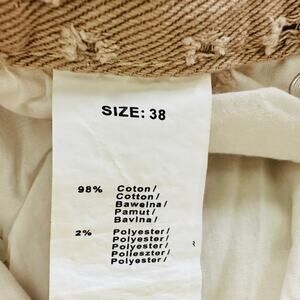 SIZE: 38
98% Coton/
Cotton/
Bawełna/
Pamut/
Bavlna/
2% Polyester/
Polyester/
Polyester/
Poliészter/
Polyester/